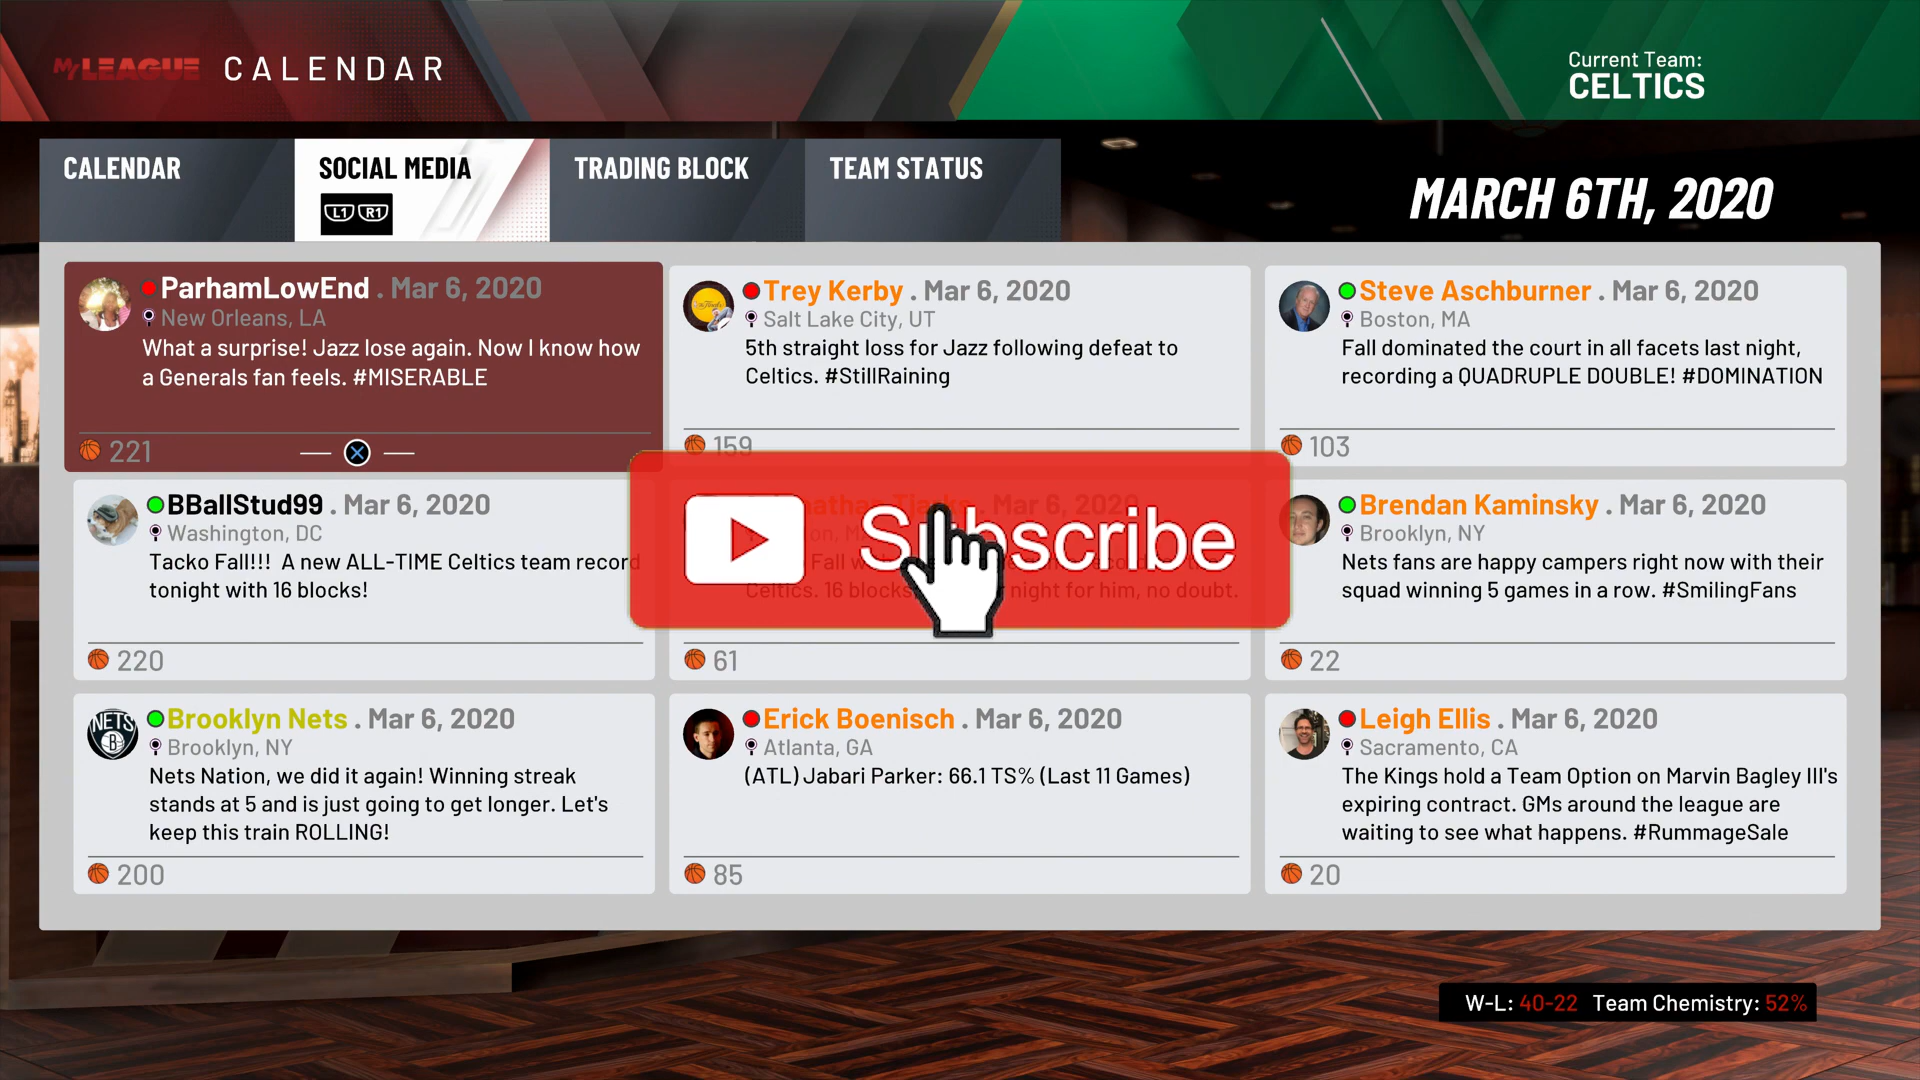 MyLEAGUE CALENDAR
Current Team:
CELTICS
CALENDAR
SOCIAL MEDIA
L1 R1
TRADING BLOCK
TEAM STATUS
MARCH 6TH, 2020
ParhamLowEnd . Mar 6, 2020
New Orleans, LA
What a surprise! Jazz lose again. Now I know how
a Generals fan feels. #MISERABLE
221
Trey Kerby . Mar 6, 2020
Salt Lake City, UT
5th straight loss for Jazz following defeat to
Celtics. #StillRaining
159
Steve Aschburner . Mar 6, 2020
Boston, MA
Fall dominated the court in all facets last night,
recording a QUADRUPLE DOUBLE! #DOMINATION
103
BBallStud99 . Mar 6, 2020
Washington, DC
Tacko Fall!!! A new ALL-TIME Celtics team record
tonight with 16 blocks!
220
Mar 6, 2020
Fall
Celtics. 16 blocks night for him, no doubt.
61
Subscribe
Brendan Kaminsky . Mar 6, 2020
Brooklyn, NY
Nets fans are happy campers right now with their
squad winning 5 games in a row. #SmilingFans
22
NETS
B
Brooklyn Nets . Mar 6, 2020
Brooklyn, NY
Nets Nation, we did it again! Winning streak
stands at 5 and is just going to get longer. Let's
keep this train ROLLING!
200
Erick Boenisch . Mar 6, 2020
Atlanta, GA
(ATL) Jabari Parker: 66.1 TS% (Last 11 Games)
85
Leigh Ellis . Mar 6, 2020
Sacramento, CA
The Kings hold a Team Option on Marvin Bagley III's
expiring contract. GMs around the league are
waiting to see what happens. #RummageSale
20
W-L: 40-22 Team Chemistry: 52%